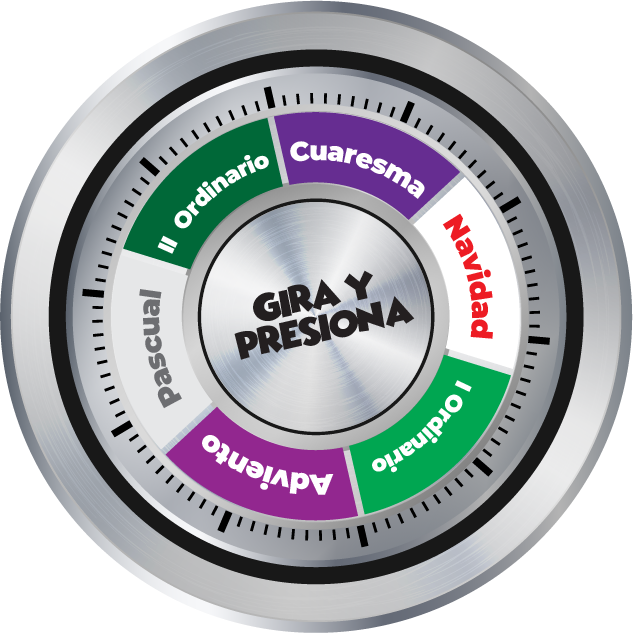 Cuaresma
Navidad
I Ordinario
Adviento
Pascual
II Ordinario
GIRA Y
PRESIONA